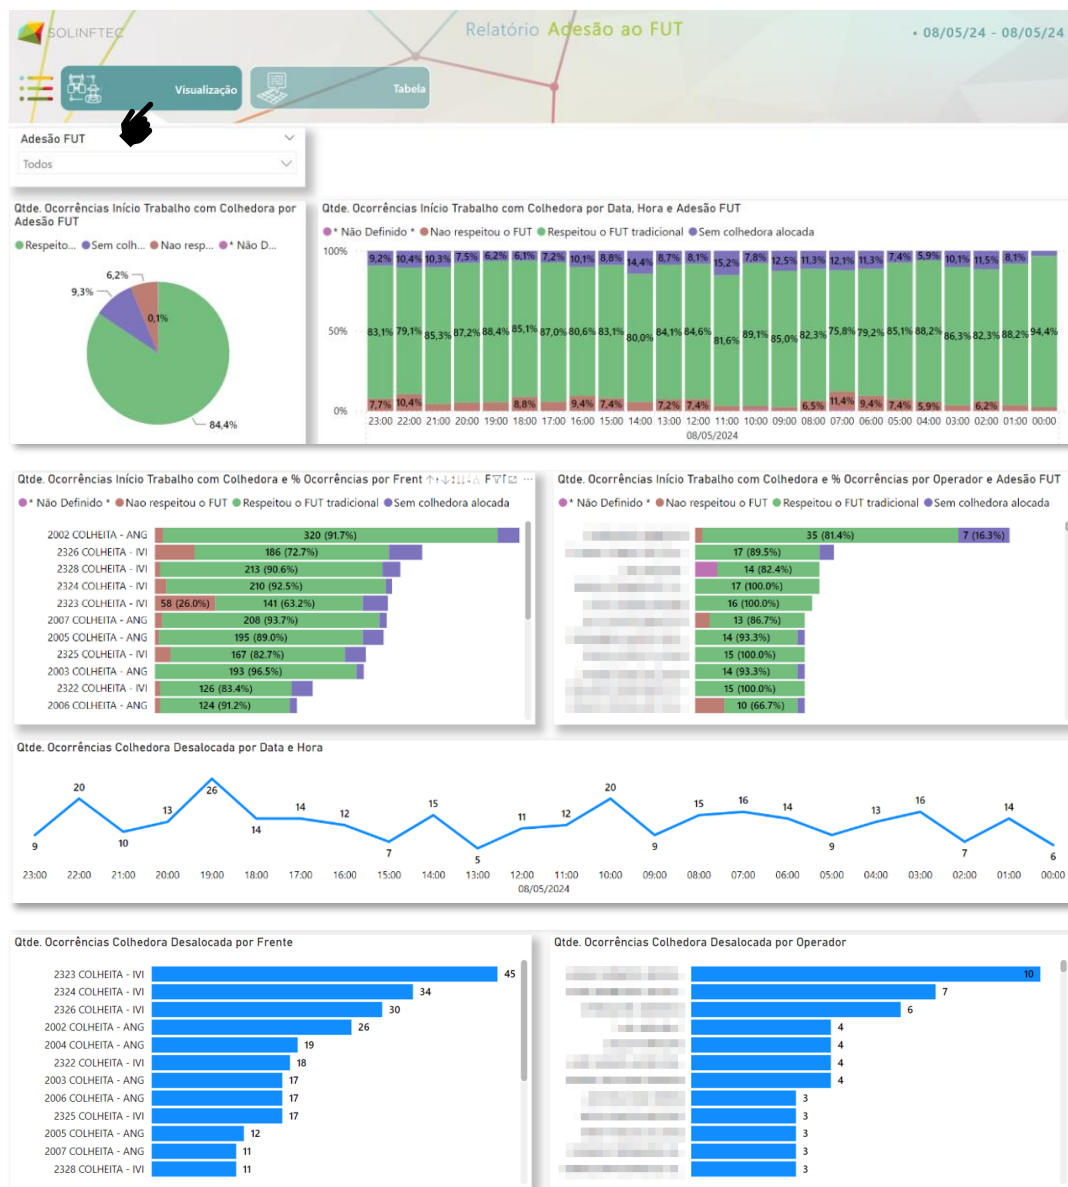 SOLINFTEC
Relatório Adesão ao FUT
• 08/05/24 - 08/05/24
Visualização
Tabela
Adesão FUT
Todos
Qtde. Ocorrências Início Trabalho com Colhedora por
Adesão FUT
Respeito... Sem colh... Nao resp... * Não D...
6,2%
9,3%
0,1%
84,4%
Qtde. Ocorrências Início Trabalho com Colhedora por Data, Hora e Adesão FUT
* Não Definido * Nao respeitou o FUT Respeitou o FUT tradicional Sem colhedora alocada
100%
9,2% 10,4% 10,3% 7,5% 6,2% 6,1% 7,2% 10,1% 8,8% 14,4% 8,7% 8,1% 15,2% 7,8% 12,5% 11,3% 12,1% 11,3% 7,4% 5,9% 10,1% 11,5% 8,1%
50%
83,1% 79,1% 85,3% 87,2% 88,4% 85,1% 87,0% 80,6% 83,1% 80,0% 84,1% 84,6% 81,6% 89,1% 85,0% 82,3% 75,8% 79,2% 85,1% 88,2% 86,3% 82,3% 88,2% 94,4%
0%
7,7% 10,4% 8,8% 9,4% 7,4% 7,2% 7,4% 6,5% 11,4% 9,4% 7,4% 5,9% 6,2%
23:00 22:00 21:00 20:00 19:00 18:00 17:00 16:00 15:00 14:00 13:00 12:00 11:00 10:00 09:00 08:00 07:00 06:00 05:00 04:00 03:00 02:00 01:00 00:00
08/05/2024
Qtde. Ocorrências Início Trabalho com Colhedora e % Ocorrências por Frent F
* Não Definido * Nao respeitou o FUT Respeitou o FUT tradicional Sem colhedora alocada
2002 COLHEITA - ANG 320 (91.7%)
2326 COLHEITA - IVI 186 (72.7%)
2328 COLHEITA - IVI 213 (90.6%)
2324 COLHEITA - IVI 210 (92.5%)
2323 COLHEITA - IVI 58 (26.0%) 141 (63.2%)
2007 COLHEITA - ANG 208 (93.7%)
2005 COLHEITA - ANG 195 (89.0%)
2325 COLHEITA - IVI 167 (82.7%)
2003 COLHEITA - ANG 193 (96.5%)
2322 COLHEITA - IVI 126 (83.4%)
2006 COLHEITA - ANG 124 (91.2%)
Qtde. Ocorrências Início Trabalho com Colhedora e % Ocorrências por Operador e Adesão FUT
* Não Definido * Nao respeitou o FUT Respeitou o FUT tradicional Sem colhedora alocada
35 (81.4%) 7 (16.3%)
17 (89.5%)
14 (82.4%)
17 (100.0%)
16 (100.0%)
13 (86.7%)
14 (93.3%)
15 (100.0%)
14 (93.3%)
15 (100.0%)
10 (66.7%)
Qtde. Ocorrências Colhedora Desalocada por Data e Hora
9 20 10 13 26 14 14 12 7 15 5 11 12 20 9 15 16 14 9 13 16 7 14 6
23:00 22:00 21:00 20:00 19:00 18:00 17:00 16:00 15:00 14:00 13:00 12:00 11:00 10:00 09:00 08:00 07:00 06:00 05:00 04:00 03:00 02:00 01:00 00:00
08/05/2024
Qtde. Ocorrências Colhedora Desalocada por Frente
2323 COLHEITA - IVI 45
2324 COLHEITA - IVI 34
2326 COLHEITA - IVI 30
2002 COLHEITA - ANG 26
2004 COLHEITA - ANG 19
2322 COLHEITA - IVI 18
2003 COLHEITA - ANG 17
2006 COLHEITA - ANG 17
2325 COLHEITA - IVI 17
2005 COLHEITA - ANG 12
2007 COLHEITA - ANG 11
2328 COLHEITA - IVI 11
Qtde. Ocorrências Colhedora Desalocada por Operador
10
7
6
4
4
4
4
3
3
3
3
3